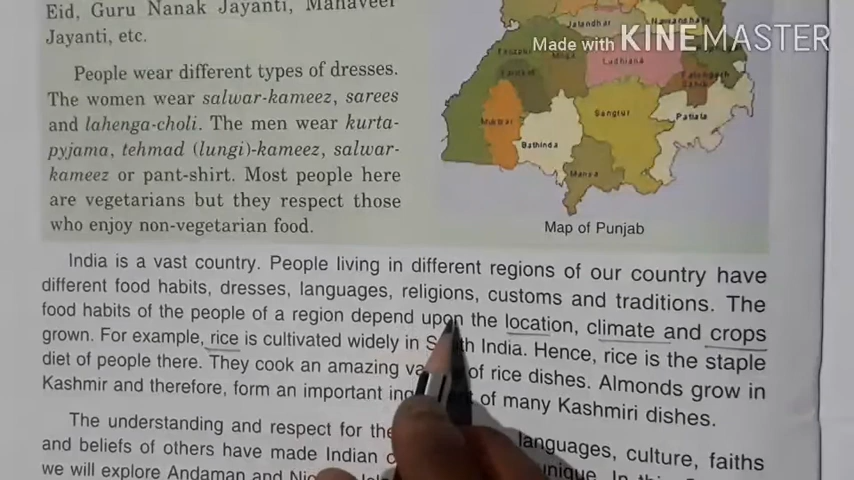 Eid, Guru Nanak Jayanti, Mahaveer
Jayanti, etc.
People wear different types of dresses.
The women wear salwar-kameez, sarees
and lahenga-choli. The men wear kurta-
pyjama, tehmad (lungi)-kameez, salwar-
kameez or pant-shirt. Most people here
are vegetarians but they respect those
who enjoy non-vegetarian food.
Made with KINEMASTER
Jalandhar
Ludhiana
Sangrur
Patiala
Bathinda
Mansa
Map of Punjab
India is a vast country. People living in different regions of our country have
different food habits, dresses, languages, religions, customs and traditions. The
food habits of the people of a region depend upon the location, climate and crops
grown. For example, rice is cultivated widely in South India. Hence, rice is the staple
diet of people there. They cook an amazing of rice dishes. Almonds grow in
Kashmir and therefore, form an important of many Kashmiri dishes.
The understanding and respect for the languages, culture, faiths
and beliefs of others have made Indian unique. In
we will explore Andaman and